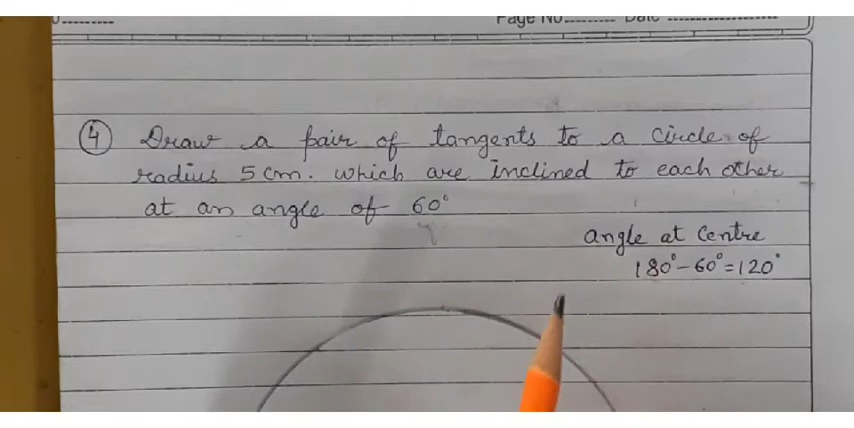 Page No.......... Date ....................
4 Draw a pair of tangents to a circle of
radius 5 cm. which are inclined to each other
at an angle of 60°
angle at centre
180°-60°=120°